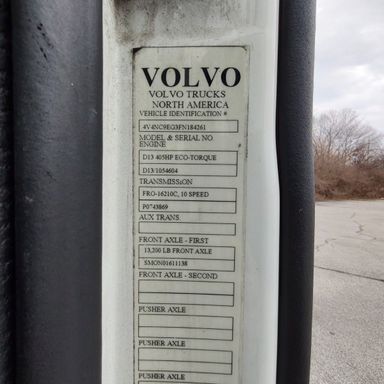 VOLVO
VOLVO TRUCKS
NORTH AMERICA
VEHICLE IDENTIFICATION #
4V4NC9EG3FN184261
MODEL & SERIAL NO.
ENGINE
D13 405HP ECO-TORQUE
D13/1054604
TRANSMISSION
FRO-16210C, 10 SPEED
P0743869
AUX TRANS.
FRONT AXLE - FIRST
13,200 LB FRONT AXLE
SMON01611138
FRONT AXLE - SECOND
PUSHER AXLE
PUSHER AXLE
PUSHER AXLE